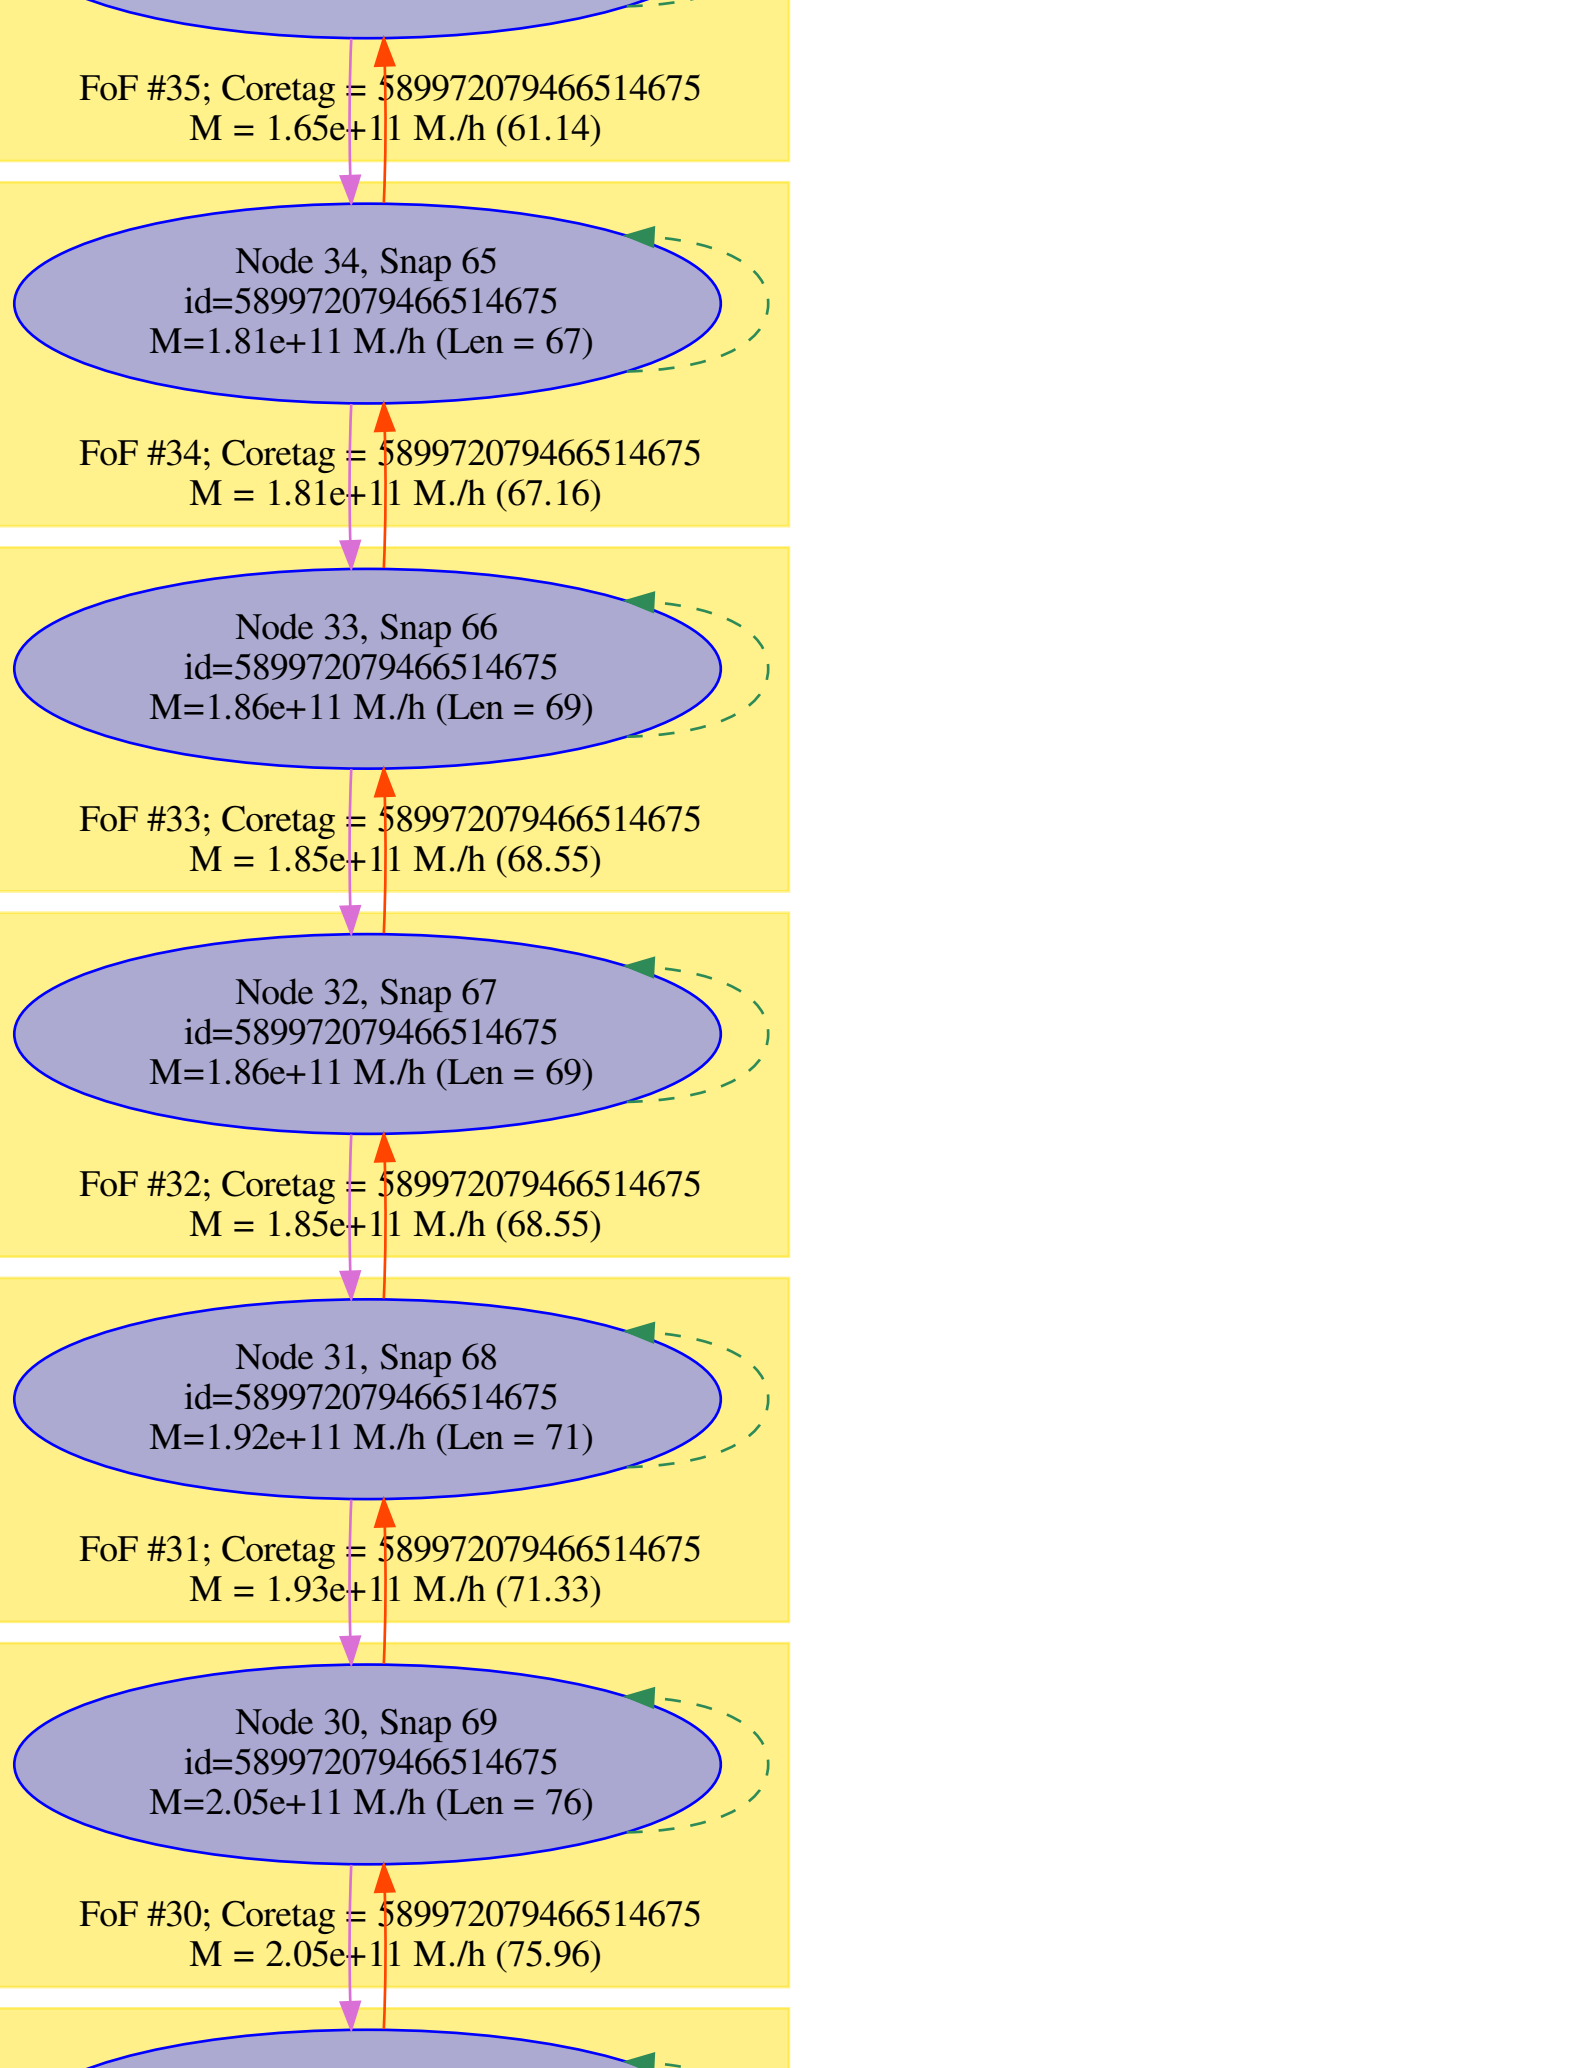 FoF #35; Coretag = 589972079466514675
M = 1.65e+11 M./h (61.14)
Node 34, Snap 65
id=589972079466514675
M=1.81e+11 M./h (Len = 67)
FoF #34; Coretag = 589972079466514675
M = 1.81e+11 M./h (67.16)
Node 33, Snap 66
id=589972079466514675
M=1.86e+11 M./h (Len = 69)
FoF #33; Coretag = 589972079466514675
M = 1.85e+11 M./h (68.55)
Node 32, Snap 67
id=589972079466514675
M=1.86e+11 M./h (Len = 69)
FoF #32; Coretag = 589972079466514675
M = 1.85e+11 M./h (68.55)
Node 31, Snap 68
id=589972079466514675
M=1.92e+11 M./h (Len = 71)
FoF #31; Coretag = 589972079466514675
M = 1.93e+11 M./h (71.33)
Node 30, Snap 69
id=589972079466514675
M=2.05e+11 M./h (Len = 76)
FoF #30; Coretag = 589972079466514675
M = 2.05e+11 M./h (75.96)